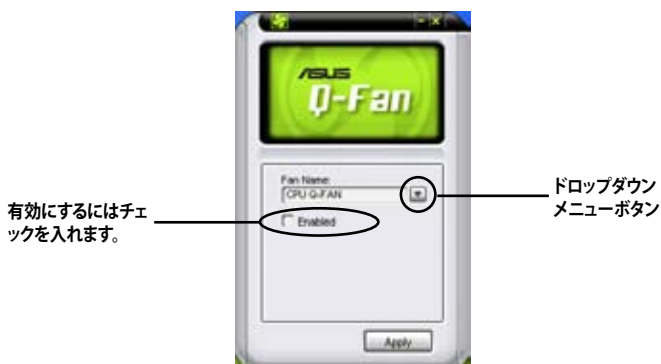 ASUS
Q-Fan
Fan Name:
CPU Q-FAN
Enabled
Apply
有効にするにはチェ
ックを入れます。
ドロップダウン
メニューボタン